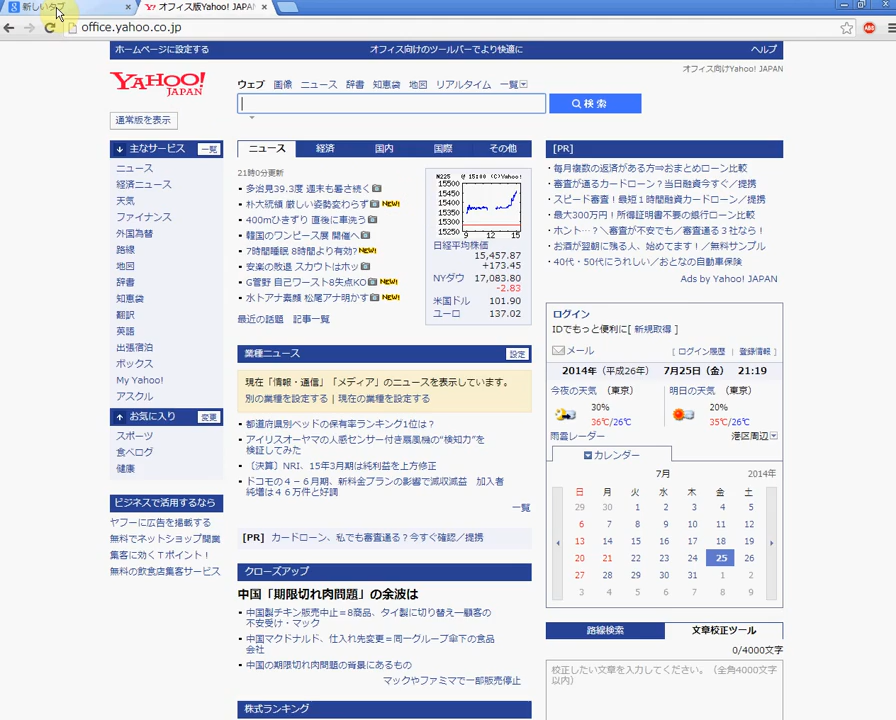 新しいタブ
オフィス版Yahoo! JAPAN
office.yahoo.co.jp
ABP
ホームページに設定する
オフィス向けのツールバーでより快適に
ヘルプ
オフィス向けYahoo! JAPAN
YAHOO!
JAPAN
ウェブ 画像 ニュース 辞書 知恵袋 地図 リアルタイム 一覧
検索
通常版を表示
主なサービス 一覧
ニュース
経済ニュース
天気
ファイナンス
外国為替
路線
地図
辞書
知恵袋
翻訳
英語
出張宿泊
ボックス
My Yahoo!
アスクル
お気に入り 変更
スポーツ
食べログ
健康
ビジネスで活用するなら
ヤフーに広告を掲載する
無料でネットショップ開業
集客に効くTポイント！
無料の飲食店集客サービス
ニュース 経済 国内 国際 その他
21時0分更新
多治見39.3度 週末も暑さ続く
朴大統領 厳しい姿勢変わらず NEW!
400mひきずり 直後に車洗う
韓国のワンピース展 開催へ
7時間睡眠 8時間より有効? NEW!
安楽の敗退 スカウトはホッ
G菅野 自己ワースト8失点KO NEW!
水トアナ素顔 松尾アナ明かす NEW!
最近の話題 記事一覧
N225 @ 15:00 (C)Yahoo!
15500
15450
15400
15350
15300
15250
9 12 15
日経平均株価
15,457.87
+173.45
NYダウ 17,083.80
-2.83
米国ドル 101.90
ユーロ 137.02
業種ニュース 設定
現在「情報・通信」「メディア」のニュースを表示しています。
別の業種を設定する | 現在の業種を設定する
都道府県別ベッドの保有率ランキング1位は？
アイリスオーヤマの人感センサー付き扇風機の“検知力”を
検証してみた
〔決算〕NRI、15年3月期は純利益を上方修正
ドコモの４－６月期、新料金プランの影響で減収減益 加入者
純増は４６万件と好調
一覧
[PR] カードローン、私でも審査通る？今すぐ確認／提携
クローズアップ
中国「期限切れ肉問題」の余波は
中国製チキン販売中止＝8商品、タイ製に切り替え―顧客の
不安受け・マック
中国マクドナルド、仕入れ先変更＝同一グループ傘下の食品
会社
中国の期限切れ肉問題の背景にあるもの
マックやファミマで一部販売停止
株式ランキング
[PR]
毎月複数の返済がある方⇒おまとめローン比較
審査が通るカードローン？当日融資今すぐ／提携
スピード審査！最短１時間融資カードローン／提携
最大300万円！所得証明書不要の銀行ローン比較
ホント…？＼審査が不安でも／審査通る３社なら！
お酒が翌朝に残る人、始めてます！／無料サンプル
40代・50代にうれしい／おとなの自動車保険
Ads by Yahoo! JAPAN
ログイン
IDでもっと便利に[ 新規取得 ]
メール [ ログイン履歴 | 登録情報 ]
2014年（平成26年） 7月25日（金） 21:19
今夜の天気（東京） 明日の天気（東京）
30%
36℃/26℃
20%
35℃/26℃
雨雲レーダー 港区周辺
カレンダー
7月 2014年
日 月 火 水 木 金 土
29 30 1 2 3 4 5
6 7 8 9 10 11 12
13 14 15 16 17 18 19
20 21 22 23 24 25 26
27 28 29 30 31 1 2
3 4 5 6 7 8 9
路線検索 文章校正ツール
0/4000文字
校正したい文章を入力してください。（全角4000文字
以内）